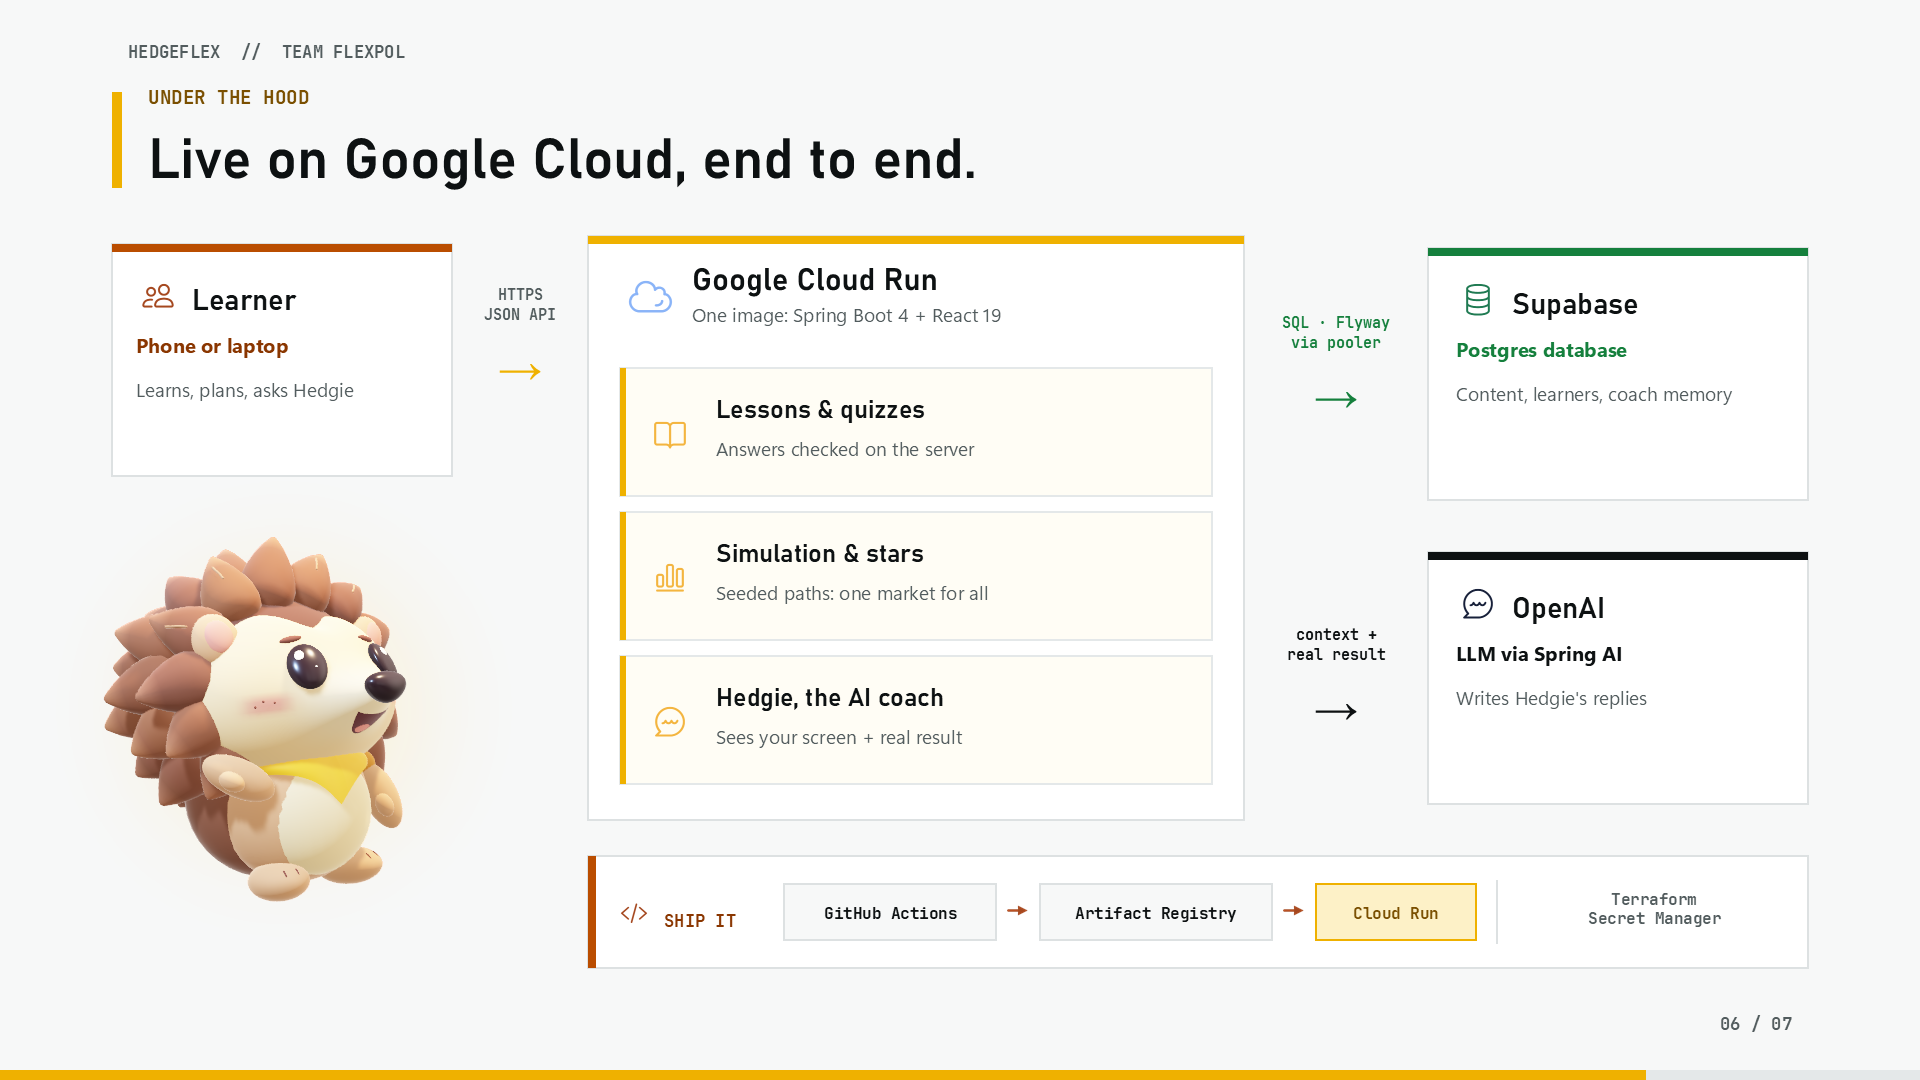 HEDGEFLEX // TEAM FLEXPOL
UNDER THE HOOD
Live on Google Cloud, end to end.
Learner
Phone or laptop
Learns, plans, asks Hedgie
HTTPS
JSON API
Google Cloud Run
One image: Spring Boot 4 + React 19
Lessons & quizzes
Answers checked on the server
Simulation & stars
Seeded paths: one market for all
Hedgie, the AI coach
Sees your screen + real result
SQL · Flyway
via pooler
Supabase
Postgres database
Content, learners, coach memory
context +
real result
OpenAI
LLM via Spring AI
Writes Hedgie's replies
SHIP IT
GitHub Actions
Artifact Registry
Cloud Run
Terraform
Secret Manager
06 / 07